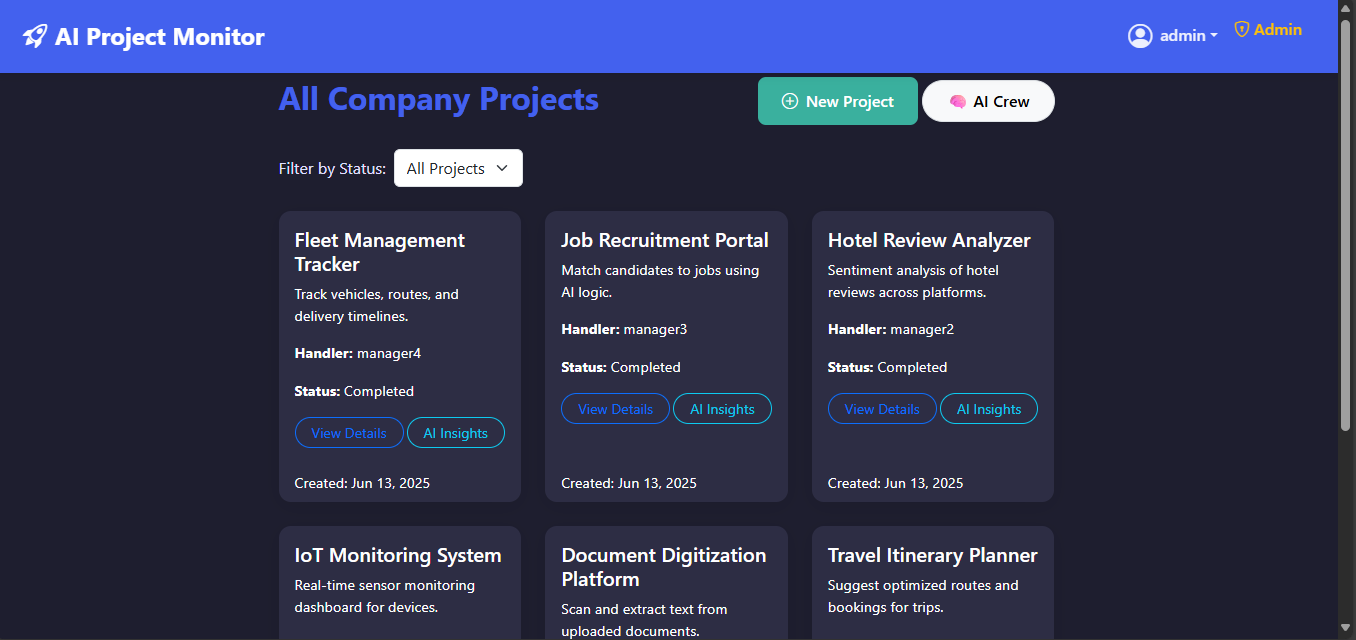 AI Project Monitor
admin
Admin
All Company Projects
New Project
AI Crew
Filter by Status:
All Projects
Fleet Management
Tracker
Track vehicles, routes, and
delivery timelines.
Handler: manager4
Status: Completed
View Details
AI Insights
Created: Jun 13, 2025
Job Recruitment Portal
Match candidates to jobs using
AI logic.
Handler: manager3
Status: Completed
View Details
AI Insights
Created: Jun 13, 2025
Hotel Review Analyzer
Sentiment analysis of hotel
reviews across platforms.
Handler: manager2
Status: Completed
View Details
AI Insights
Created: Jun 13, 2025
IoT Monitoring System
Real-time sensor monitoring
dashboard for devices.
Document Digitization
Platform
Scan and extract text from
uploaded documents.
Travel Itinerary Planner
Suggest optimized routes and
bookings for trips.